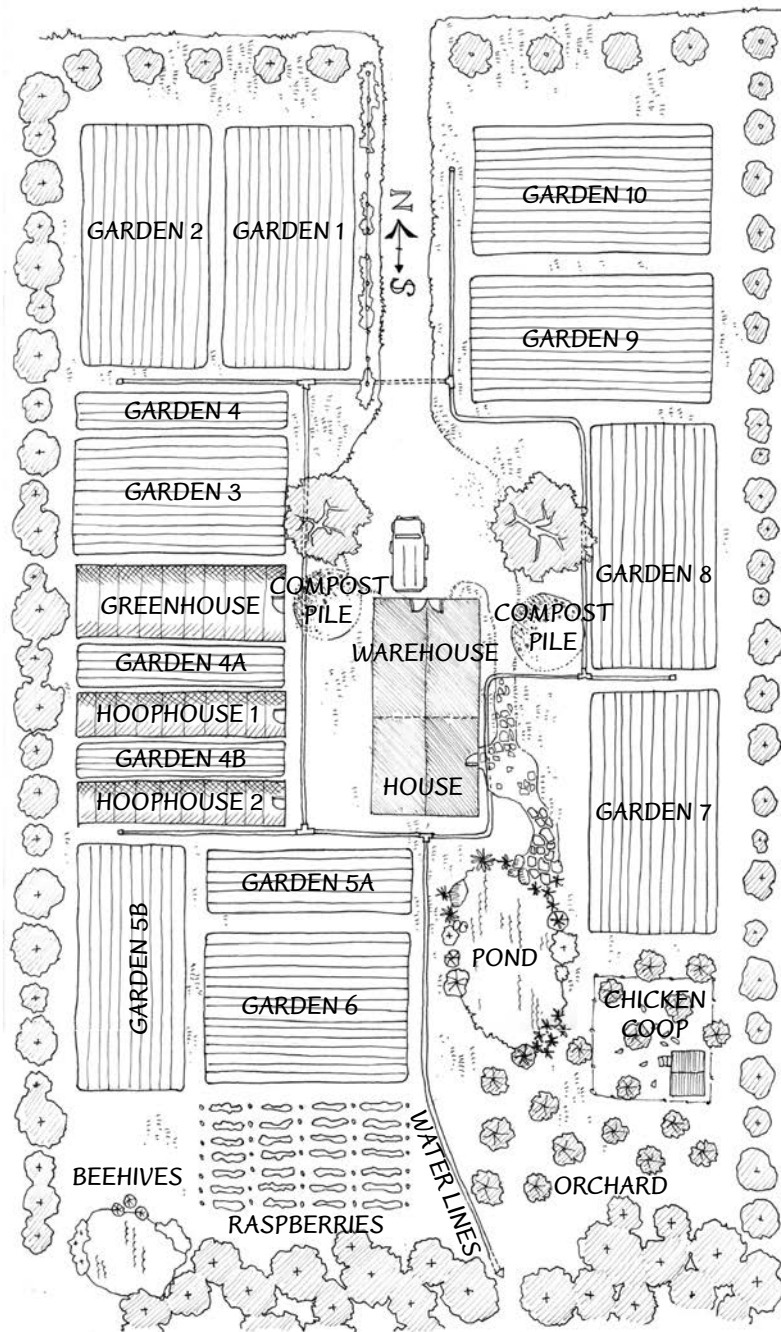 GARDEN 2
GARDEN 1
GARDEN 10
N
S
GARDEN 9
GARDEN 4
GARDEN 3
GREENHOUSE
COMPOST
PILE
GARDEN 8
COMPOST
PILE
WAREHOUSE
GARDEN 4A
HOOPHOUSE 1
GARDEN 4B
HOOPHOUSE 2
HOUSE
GARDEN 7
GARDEN 5A
GARDEN 5B
GARDEN 6
POND
CHICKEN
COOP
WATER LINES
BEEHIVES
RASPBERRIES
ORCHARD